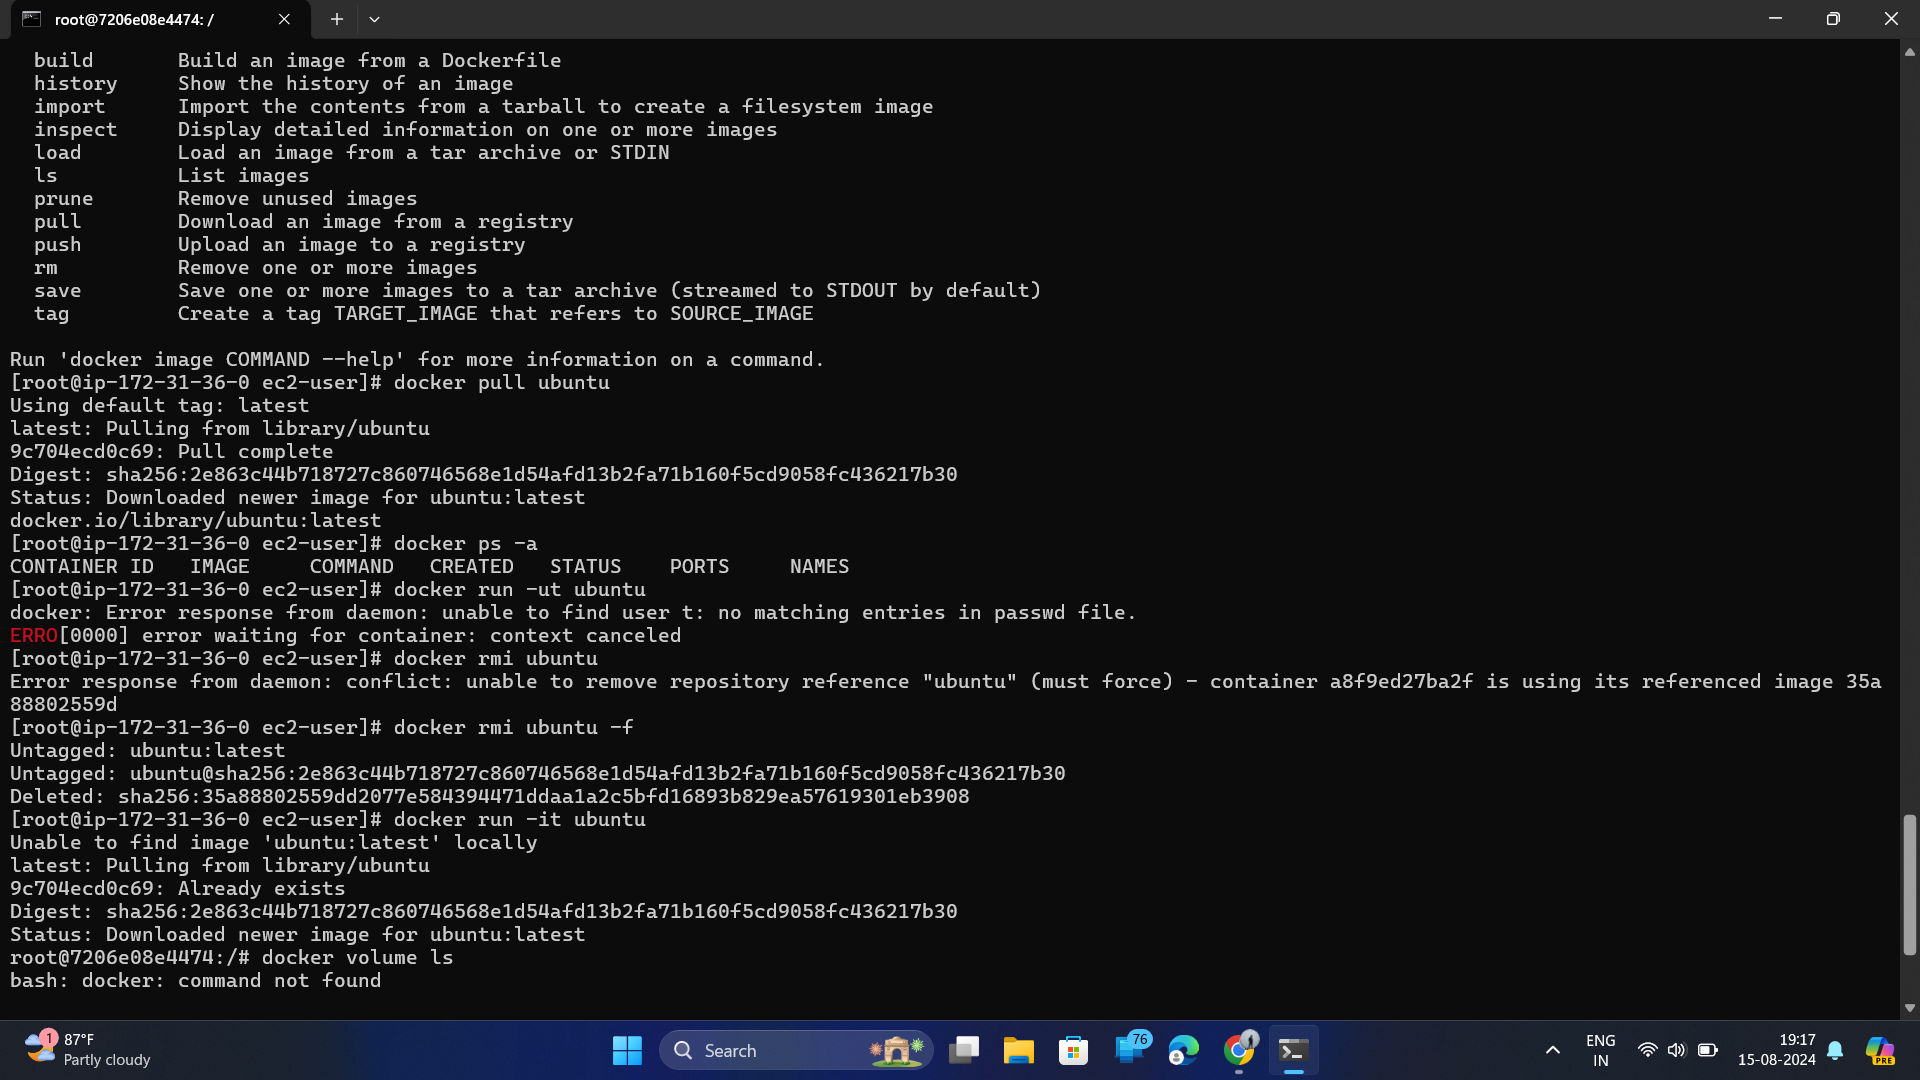 root@7206e08e4474: /
build       Build an image from a Dockerfile
history     Show the history of an image
import      Import the contents from a tarball to create a filesystem image
inspect     Display detailed information on one or more images
load        Load an image from a tar archive or STDIN
ls          List images
prune       Remove unused images
pull        Download an image from a registry
push        Upload an image to a registry
rm          Remove one or more images
save        Save one or more images to a tar archive (streamed to STDOUT by default)
tag         Create a tag TARGET_IMAGE that refers to SOURCE_IMAGE
Run 'docker image COMMAND --help' for more information on a command.
[root@ip-172-31-36-0 ec2-user]# docker pull ubuntu
Using default tag: latest
latest: Pulling from library/ubuntu
9c704ecd0c69: Pull complete
Digest: sha256:2e863c44b718727c860746568e1d54afd13b2fa71b160f5cd9058fc436217b30
Status: Downloaded newer image for ubuntu:latest
docker.io/library/ubuntu:latest
[root@ip-172-31-36-0 ec2-user]# docker ps -a
CONTAINER ID   IMAGE     COMMAND   CREATED   STATUS    PORTS     NAMES
[root@ip-172-31-36-0 ec2-user]# docker run -ut ubuntu
docker: Error response from daemon: unable to find user t: no matching entries in passwd file.
ERRO[0000] error waiting for container: context canceled
[root@ip-172-31-36-0 ec2-user]# docker rmi ubuntu
Error response from daemon: conflict: unable to remove repository reference "ubuntu" (must force) - container a8f9ed27ba2f is using its referenced image 35a
88802559d
[root@ip-172-31-36-0 ec2-user]# docker rmi ubuntu -f
Untagged: ubuntu:latest
Untagged: ubuntu@sha256:2e863c44b718727c860746568e1d54afd13b2fa71b160f5cd9058fc436217b30
Deleted: sha256:35a88802559dd2077e584394471ddaa1a2c5bfd16893b829ea57619301eb3908
[root@ip-172-31-36-0 ec2-user]# docker run -it ubuntu
Unable to find image 'ubuntu:latest' locally
latest: Pulling from library/ubuntu
9c704ecd0c69: Already exists
Digest: sha256:2e863c44b718727c860746568e1d54afd13b2fa71b160f5cd9058fc436217b30
Status: Downloaded newer image for ubuntu:latest
root@7206e08e4474:/# docker volume ls
bash: docker: command not found
1
87°F
Partly cloudy
Search
76
ENG
IN
19:17
15-08-2024
PRE